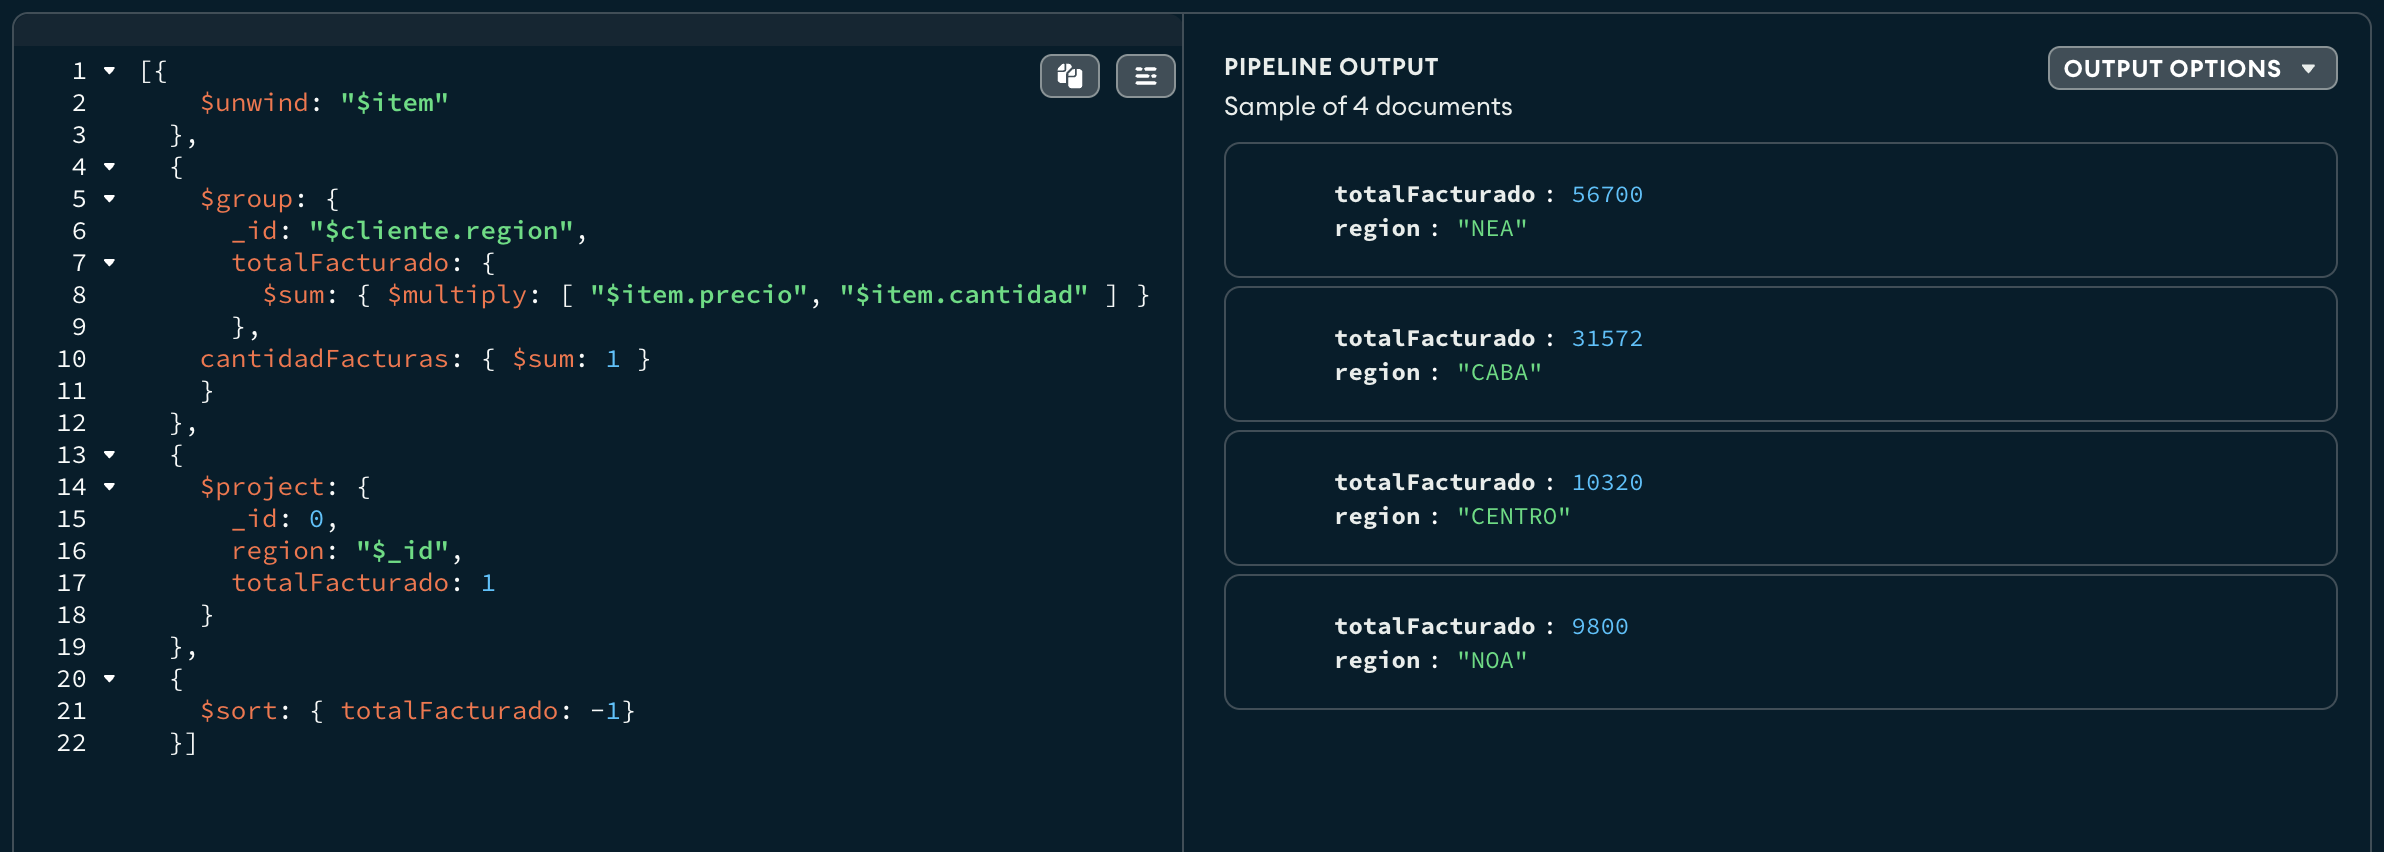 1 [{
2 $unwind: "$item"
3 },
4 {
5 $group: {
6 _id: "$cliente.region",
7 totalFacturado: {
8 $sum: { $multiply: [ "$item.precio", "$item.cantidad" ] }
9 },
10 cantidadFacturas: { $sum: 1 }
11 }
12 },
13 {
14 $project: {
15 _id: 0,
16 region: "$_id",
17 totalFacturado: 1
18 }
19 },
20 {
21 $sort: { totalFacturado: -1}
22 }]
PIPELINE OUTPUT
OUTPUT OPTIONS
Sample of 4 documents
totalFacturado : 56700
region : "NEA"
totalFacturado : 31572
region : "CABA"
totalFacturado : 10320
region : "CENTRO"
totalFacturado : 9800
region : "NOA"